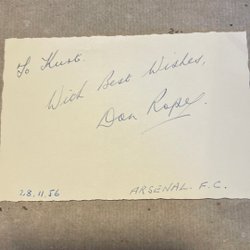 To Kurt.
With Best Wishes,
Don Roper.
28.11.56
ARSENAL. F.C.